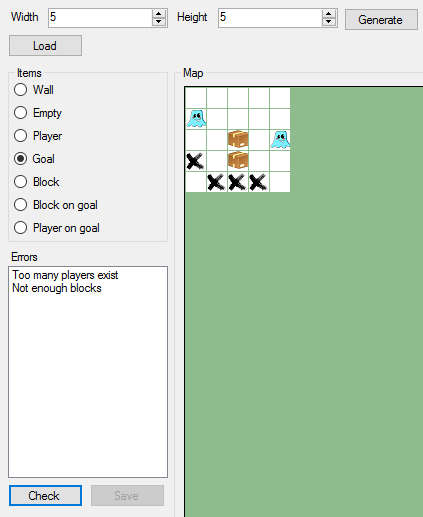 Width 5 Height 5 Generate
Load
Items
Wall
Empty
Player
Goal
Block
Block on goal
Player on goal
Map
Errors
Too many players exist
Not enough blocks
Check Save